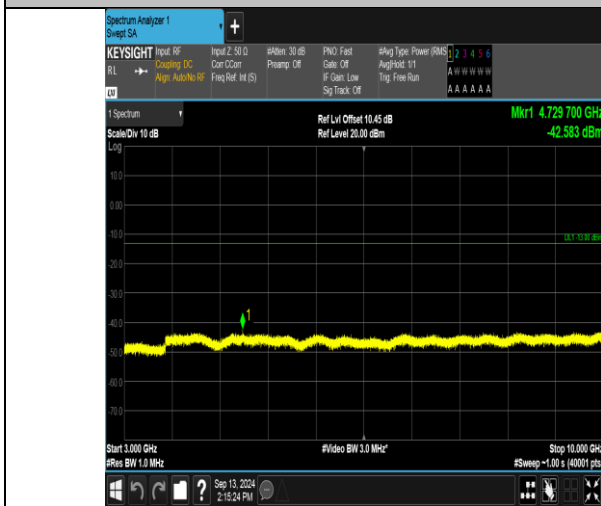 Spectrum Analyzer 1
Swept SA
+
KEYSIGHT Input: RF Input Z: 50 Ω #Atten: 30 dB PNO: Fast #Avg Type: Power (RMS 1 2 3 4 5 6
RL Coupling: DC Corr CCorr Preamp: Off Gate: Off Avg|Hold: 1/1 A W W W W W
Align: Auto/No RF Freq Ref: Int (S) IF Gain: Low Trig: Free Run
Sig Track: Off A A A A A A
1 Spectrum Ref Lvl Offset 10.45 dB Mkr1 4.729 700 GHz
Scale/Div 10 dB Ref Level 20.00 dBm -42.583 dBm
Log
10.0
0.00
-10.0
DL1 -13.00 dBm
-20.0
-30.0
1
-40.0
-50.0
-60.0
-70.0
Start 3.000 GHz #Video BW 3.0 MHz* Stop 10.000 GHz
#Res BW 1.0 MHz #Sweep ~1.00 s (40001 pts
? Sep 13, 2024
2:15:24 PM